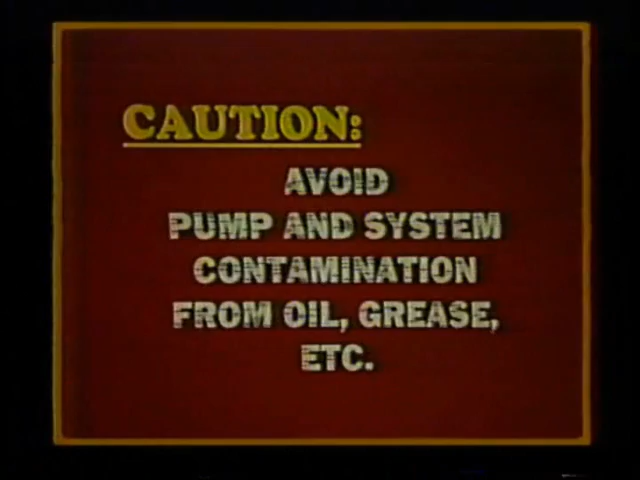 CAUTION:
AVOID
PUMP AND SYSTEM
CONTAMINATION
FROM OIL, GREASE,
ETC.